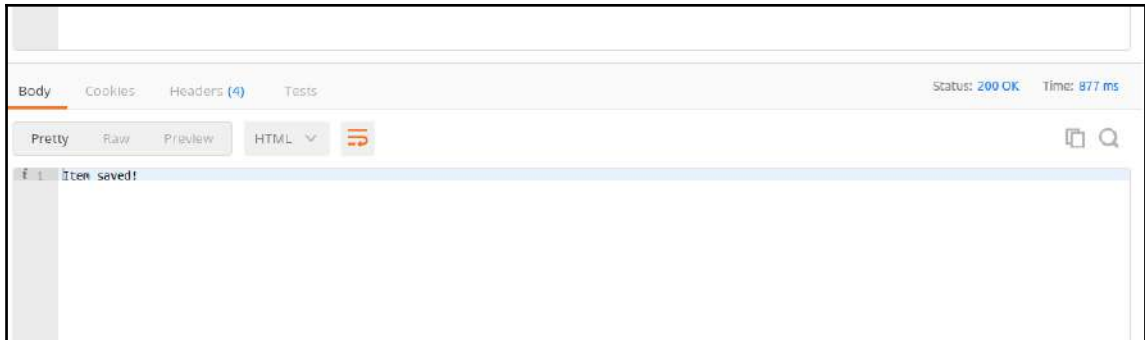 Body Cookies Headers (4) Tests Status: 200 OK Time: 877 ms
Pretty Raw Preview HTML
i 1 Item saved!